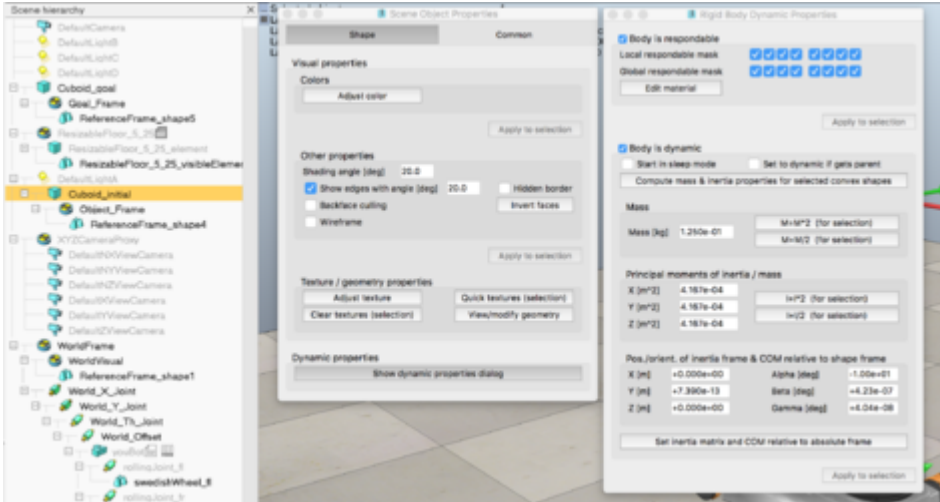 Scene hierarchy
DefaultCamera
DefaultLightB
DefaultLightC
DefaultLightD
Cuboid_goal
Goal_Frame
ReferenceFrame_shape5
ResizableFloor_5_25
ResizableFloor_5_25_element
ResizableFloor_5_25_visibleElemen
DefaultLightA
Cuboid_initial
Object_Frame
ReferenceFrame_shape4
XYZCameraProxy
DefaultNXViewCamera
DefaultNYViewCamera
DefaultNZViewCamera
DefaultXViewCamera
DefaultYViewCamera
DefaultZViewCamera
WorldFrame
WorldVisual
ReferenceFrame_shape1
World_X_Joint
World_Y_Joint
World_Th_Joint
World_Offset
youBot
rollingJoint_fl
swedishWheel_fl
rollingJoint_fr
Scene Object Properties
Shape Common
Visual properties
Colors
Adjust color
Apply to selection
Other properties
Shading angle [deg] 20.0
Show edges with angle [deg] 20.0 Hidden border
Backface culling Invert faces
Wireframe
Apply to selection
Texture / geometry properties
Adjust texture Quick textures (selection)
Clear textures (selection) View/modify geometry
Dynamic properties
Show dynamic properties dialog
Rigid Body Dynamic Properties
Body is respondable
Local respondable mask
Global respondable mask
Edit material
Apply to selection
Body is dynamic
Start in sleep mode Set to dynamic if gets parent
Compute mass & inertia properties for selected convex shapes
Mass
Mass [kg] 1.250e-01 M=M*2 (for selection)
M=M/2 (for selection)
Principal moments of inertia / mass
X [m^2] 4.167e-04 I=I*2 (for selection)
Y [m^2] 4.167e-04 I=I/2 (for selection)
Z [m^2] 4.167e-04
Pos./orient. of inertia frame & COM relative to shape frame
X [m] +0.000e+00 Alpha [deg] -1.00e+01
Y [m] +7.390e-13 Beta [deg] +4.23e-07
Z [m] +0.000e+00 Gamma [deg] +4.04e-08
Set inertia matrix and COM relative to absolute frame
Apply to selection